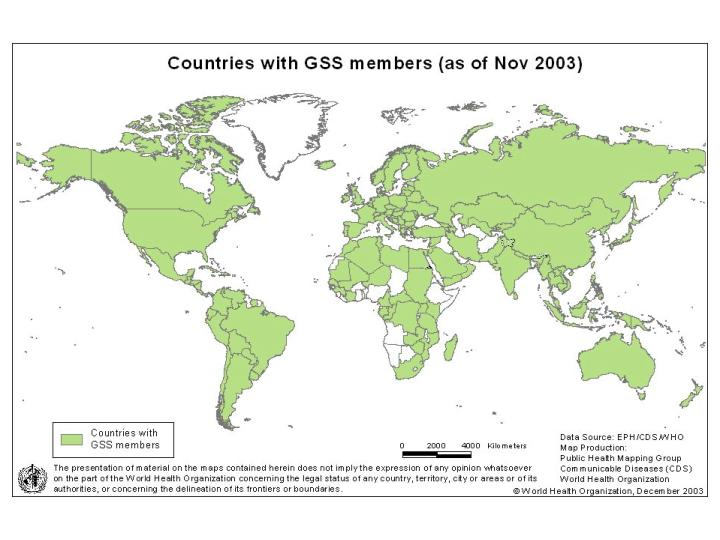 Countries with GSS members (as of Nov 2003)
Countries with
GSS members
0 2000 4000 Kilometers
Data Source: EPH/CDS/WHO
Map Production:
Public Health Mapping Group
Communicable Diseases (CDS)
World Health Organization
The presentation of material on the maps contained herein does not imply the expression of any opinion whatsoever
on the part of the World Health Organization concerning the legal status of any country, territory, city or areas or of its
authorities, or concerning the delineation of its frontiers or boundaries.
© World Health Organization, December 2003